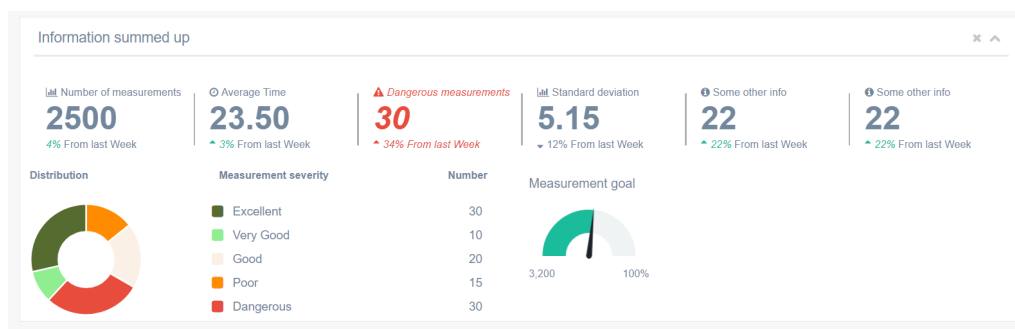 Information summed up
Number of measurements
2500
4% From last Week
Average Time
23.50
3% From last Week
Dangerous measurements
30
34% From last Week
Standard deviation
5.15
12% From last Week
Some other info
22
22% From last Week
Some other info
22
22% From last Week
Distribution
Measurement severity Number
Excellent 30
Very Good 10
Good 20
Poor 15
Dangerous 30
Measurement goal
3,200 100%